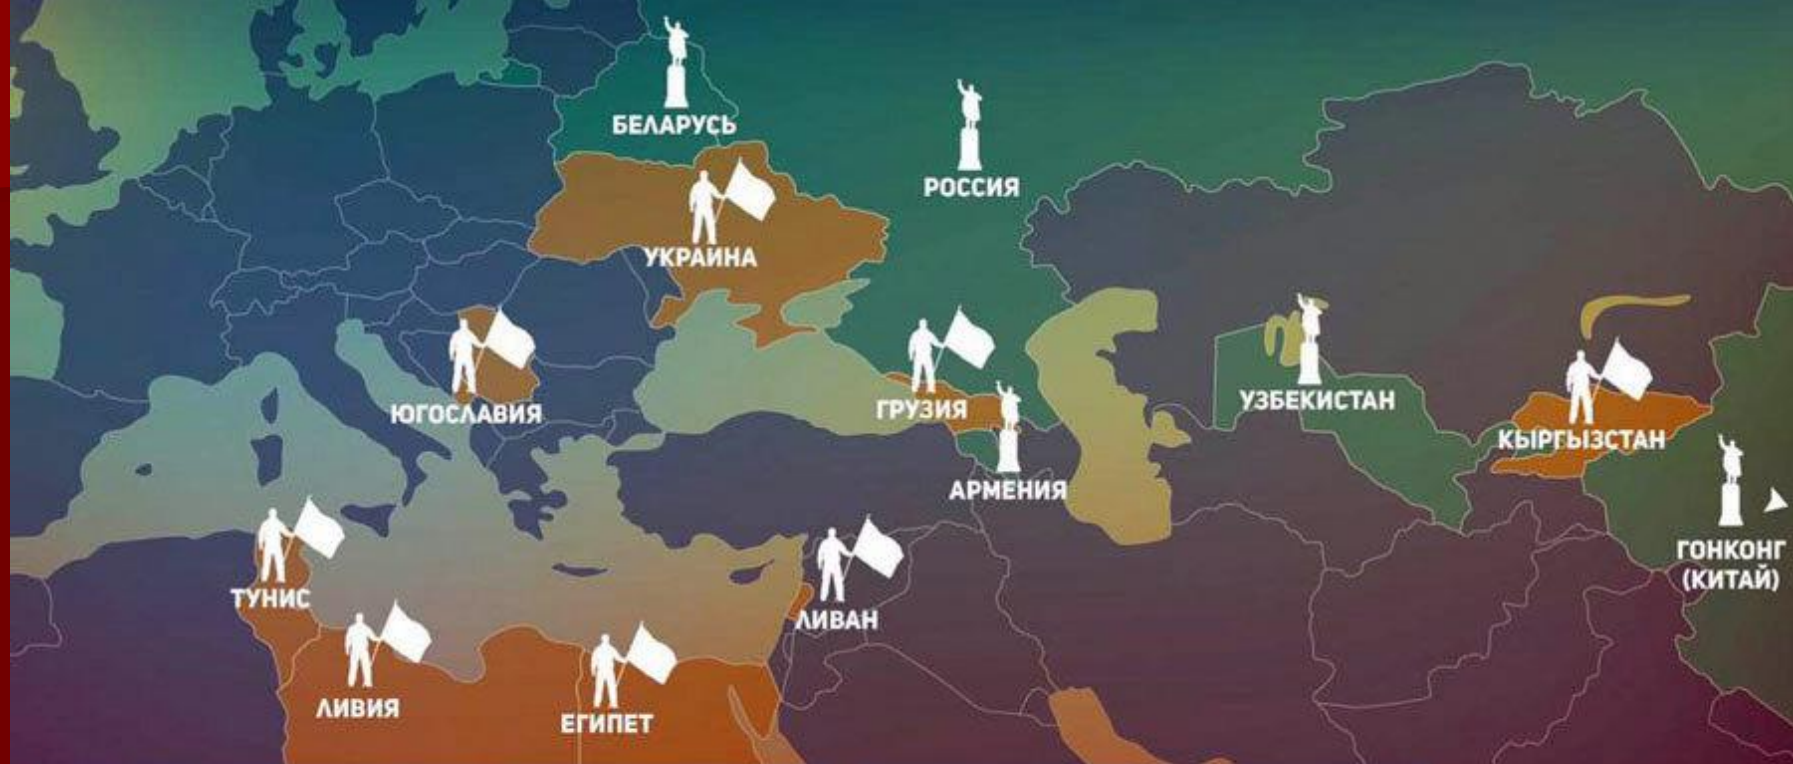 БЕЛАРУСЬ
РОССИЯ
УКРАИНА
ЮГОСЛАВИЯ
ГРУЗИЯ
УЗБЕКИСТАН
КЫРГЫЗСТАН
АРМЕНИЯ
ГОНКОНГ
(КИТАЙ)
ТУНИС
ЛИВАН
ЛИВИЯ
ЕГИПЕТ